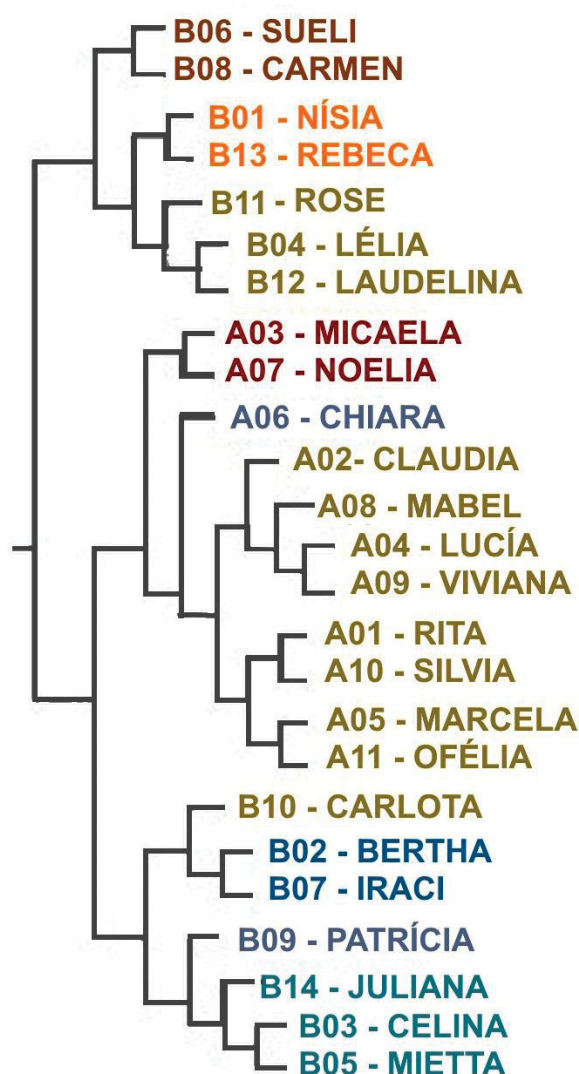 B06 - SUELI
B08 - CARMEN
B01 - NÍSIA
B13 - REBECA
B11 - ROSE
B04 - LÉLIA
B12 - LAUDELINA
A03 - MICAELA
A07 - NOELIA
A06 - CHIARA
A02- CLAUDIA
A08 - MABEL
A04 - LUCÍA
A09 - VIVIANA
A01 - RITA
A10 - SILVIA
A05 - MARCELA
A11 - OFÉLIA
B10 - CARLOTA
B02 - BERTHA
B07 - IRACI
B09 - PATRÍCIA
B14 - JULIANA
B03 - CELINA
B05 - MIETTA